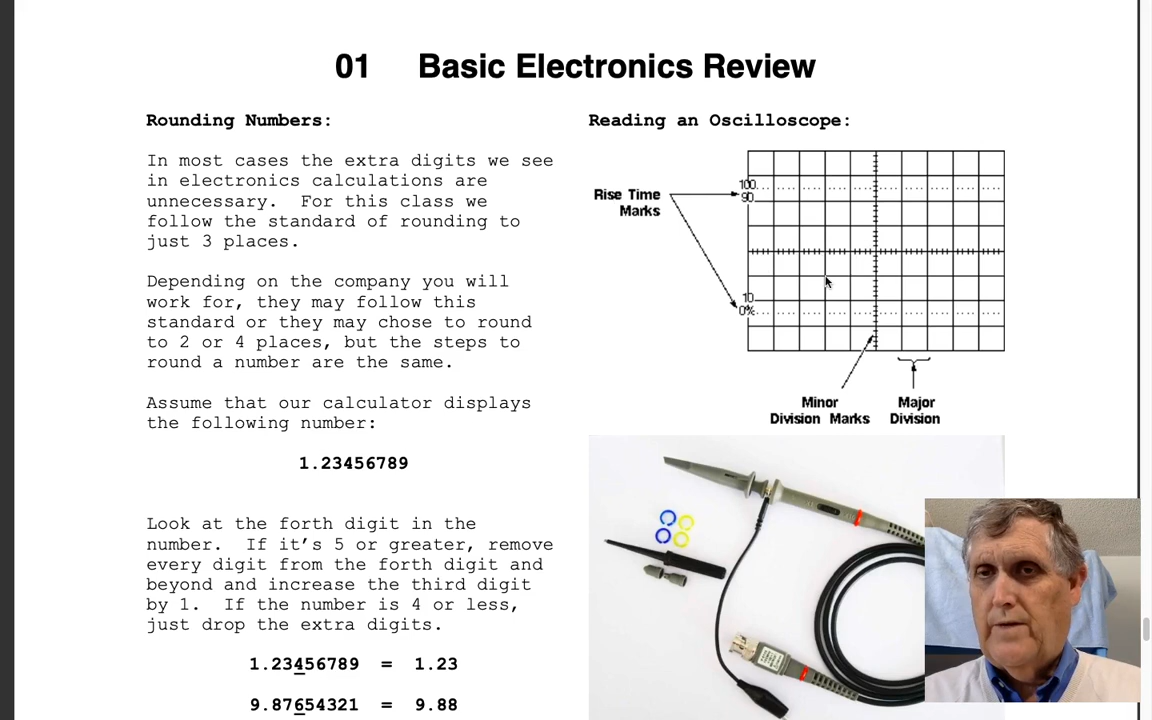 01 Basic Electronics Review
Rounding Numbers:
In most cases the extra digits we see
in electronics calculations are
unnecessary. For this class we
follow the standard of rounding to
just 3 places.
Depending on the company you will
work for, they may follow this
standard or they may chose to round
to 2 or 4 places, but the steps to
round a number are the same.
Assume that our calculator displays
the following number:
1.23456789
Look at the forth digit in the
number. If it's 5 or greater, remove
every digit from the forth digit and
beyond and increase the third digit
by 1. If the number is 4 or less,
just drop the extra digits.
1.23456789 = 1.23
9.87654321 = 9.88
Reading an Oscilloscope:
Rise Time
Marks
100
90
10
0%
Minor
Division Marks
Major
Division